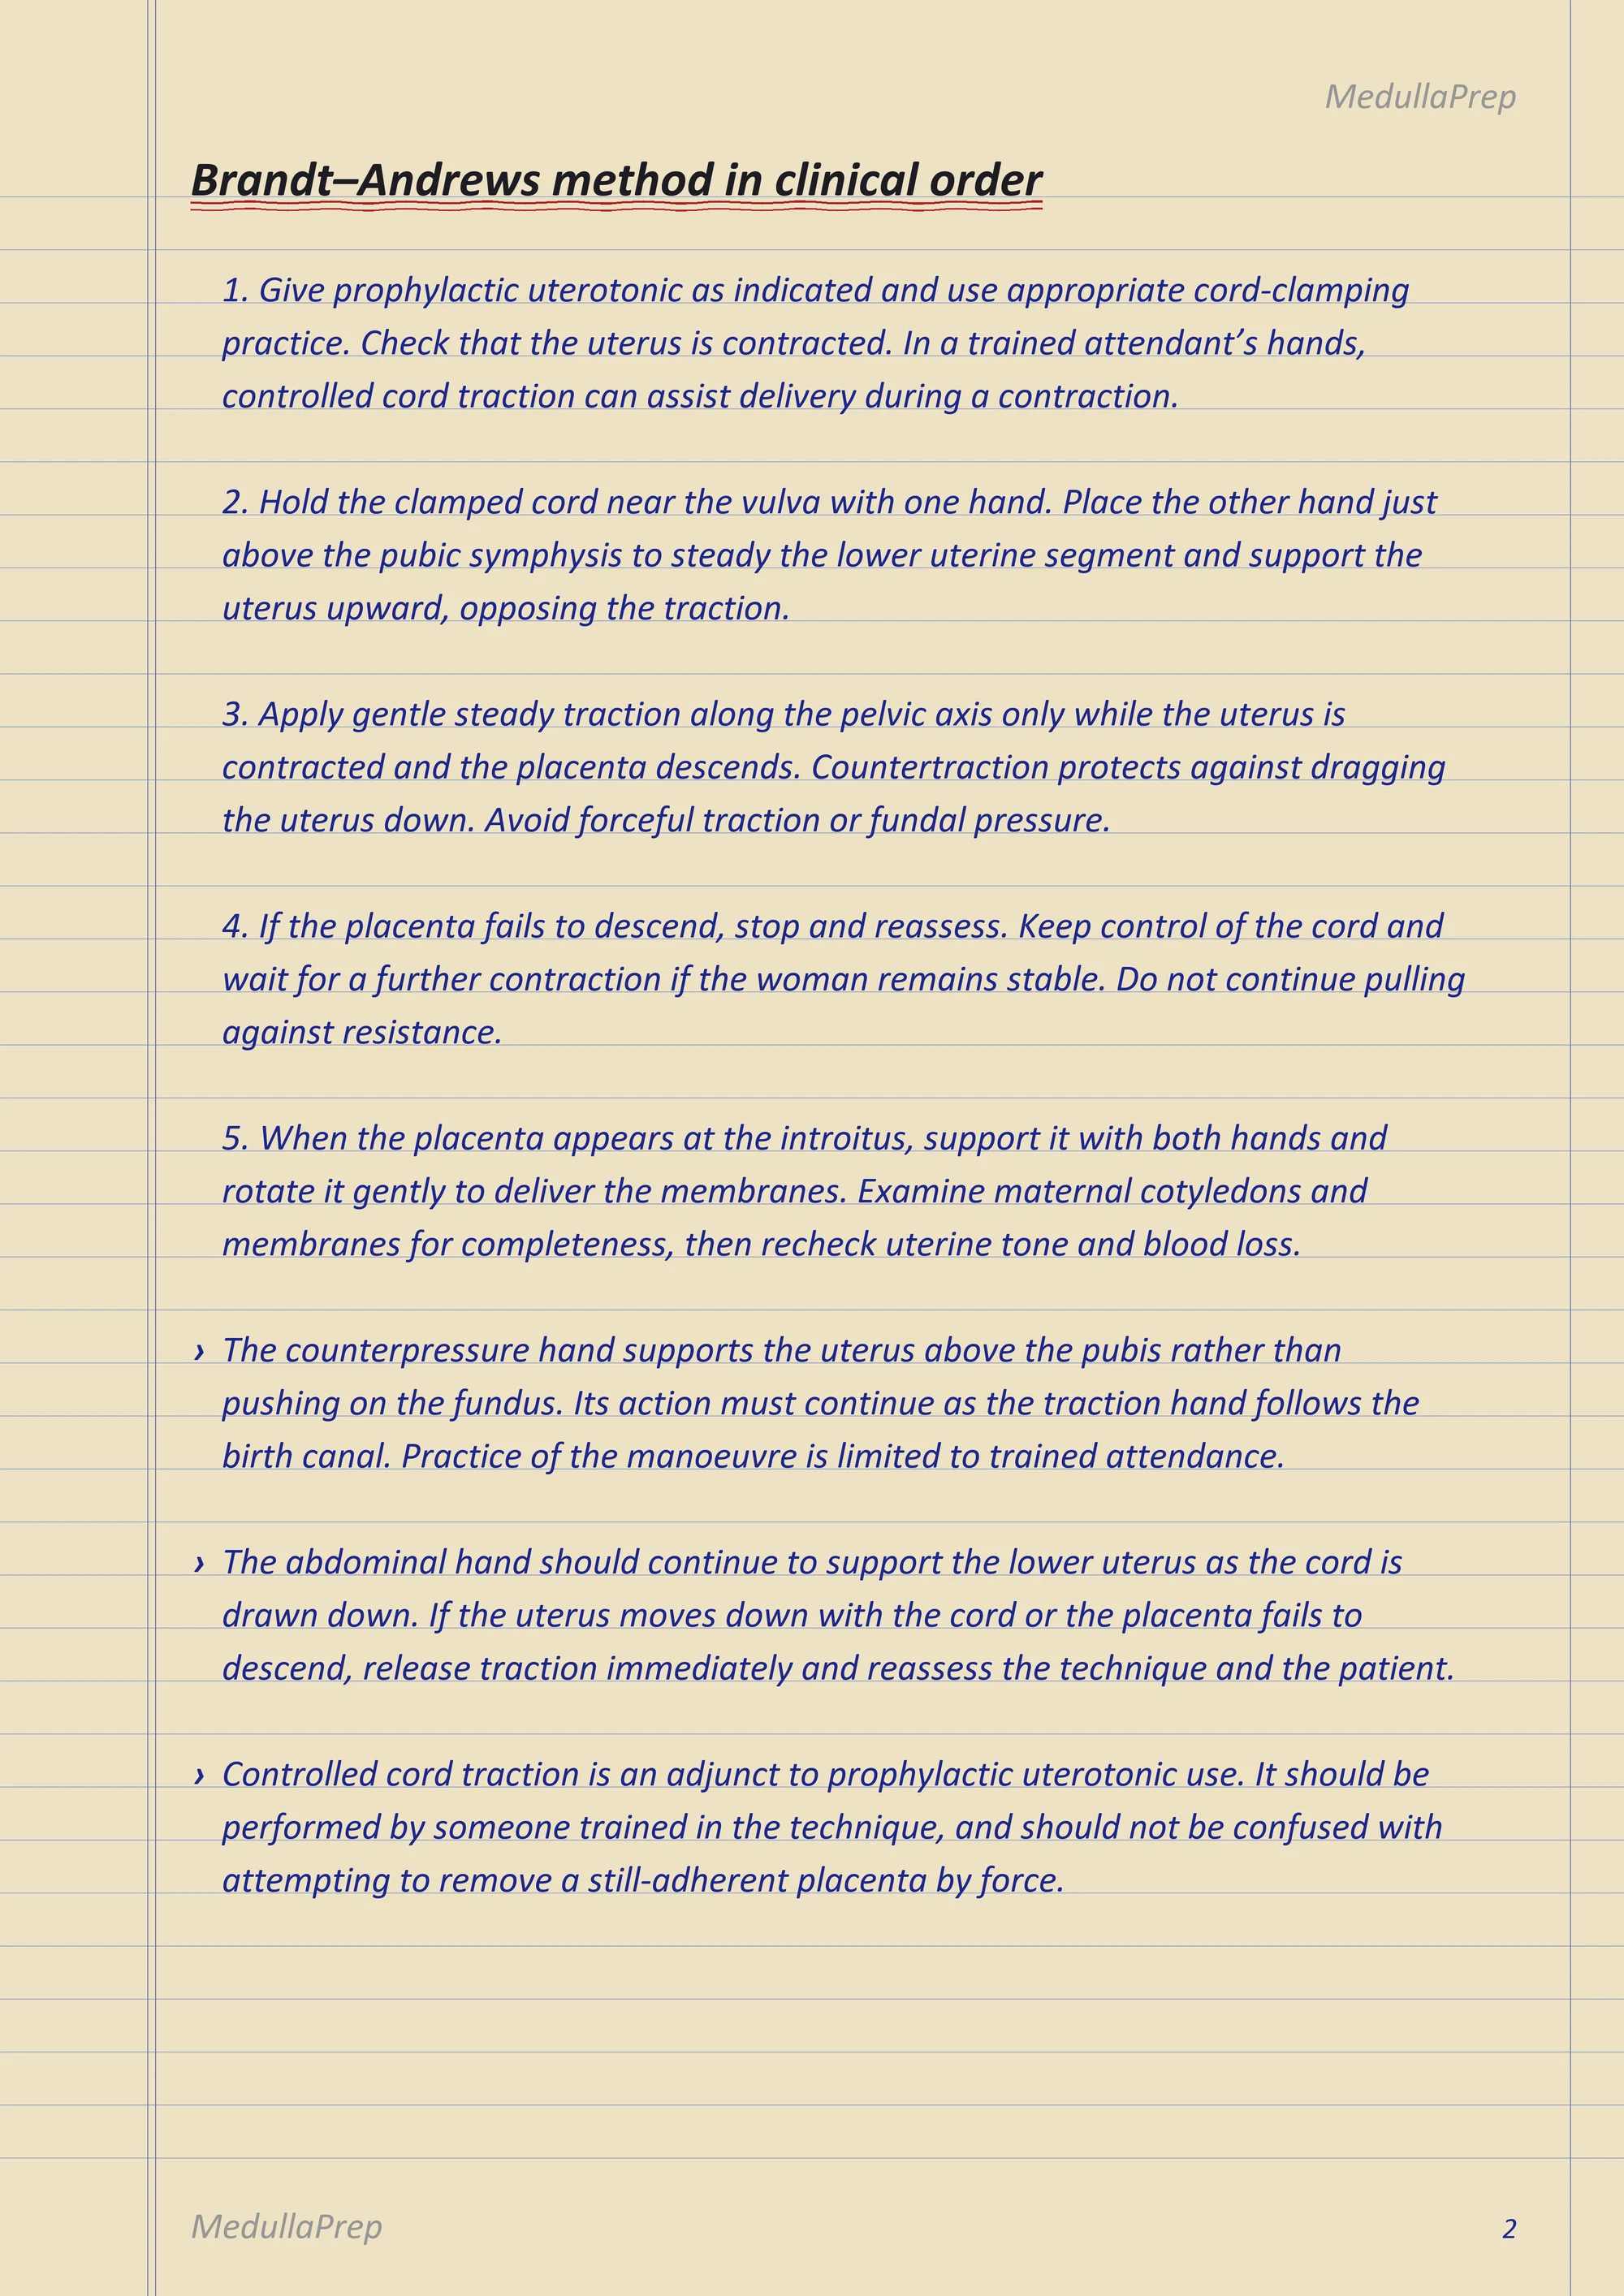 MedullaPrep
Brandt–Andrews method in clinical order
1. Give prophylactic uterotonic as indicated and use appropriate cord-clamping
practice. Check that the uterus is contracted. In a trained attendant’s hands,
controlled cord traction can assist delivery during a contraction.
2. Hold the clamped cord near the vulva with one hand. Place the other hand just
above the pubic symphysis to steady the lower uterine segment and support the
uterus upward, opposing the traction.
3. Apply gentle steady traction along the pelvic axis only while the uterus is
contracted and the placenta descends. Countertraction protects against dragging
the uterus down. Avoid forceful traction or fundal pressure.
4. If the placenta fails to descend, stop and reassess. Keep control of the cord and
wait for a further contraction if the woman remains stable. Do not continue pulling
against resistance.
5. When the placenta appears at the introitus, support it with both hands and
rotate it gently to deliver the membranes. Examine maternal cotyledons and
membranes for completeness, then recheck uterine tone and blood loss.
› The counterpressure hand supports the uterus above the pubis rather than
pushing on the fundus. Its action must continue as the traction hand follows the
birth canal. Practice of the manoeuvre is limited to trained attendance.
› The abdominal hand should continue to support the lower uterus as the cord is
drawn down. If the uterus moves down with the cord or the placenta fails to
descend, release traction immediately and reassess the technique and the patient.
› Controlled cord traction is an adjunct to prophylactic uterotonic use. It should be
performed by someone trained in the technique, and should not be confused with
attempting to remove a still-adherent placenta by force.
MedullaPrep
2